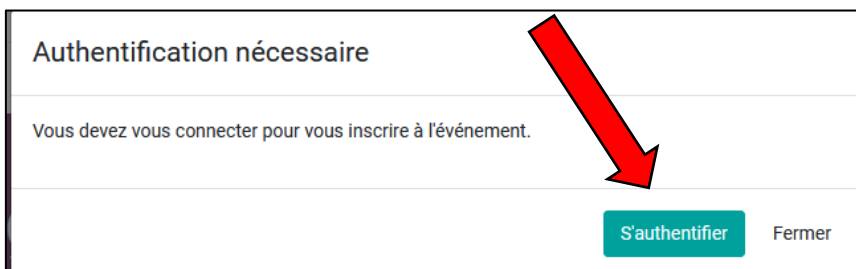 Authentification nécessaire
Vous devez vous connecter pour vous inscrire à l'événement.
S'authentifier Fermer